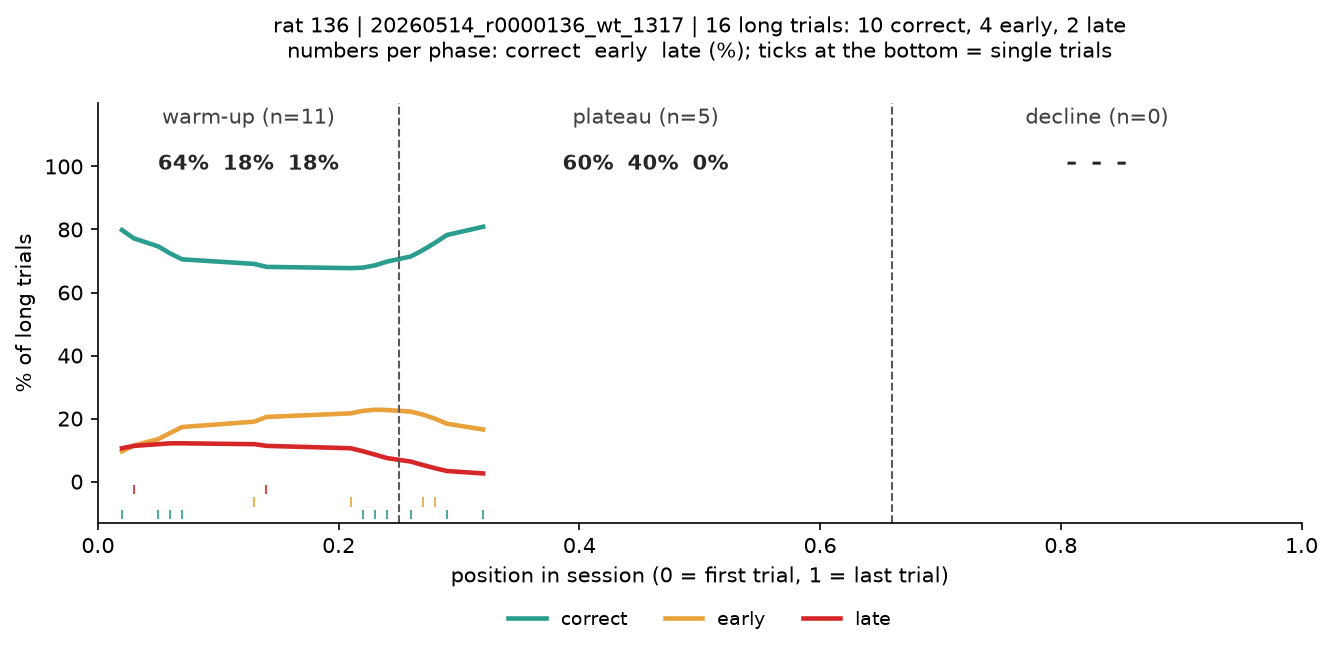 rat 136 | 20260514_r0000136_wt_1317 | 16 long trials: 10 correct, 4 early, 2 late
numbers per phase: correct  early  late (%); ticks at the bottom = single trials
warm-up (n=11)
plateau (n=5)
decline (n=0)
64%  18%  18%
60%  40%  0%
-  -  -
100
80
60
40
20
0
% of long trials
0.0
0.2
0.4
0.6
0.8
1.0
position in session (0 = first trial, 1 = last trial)
correct
early
late